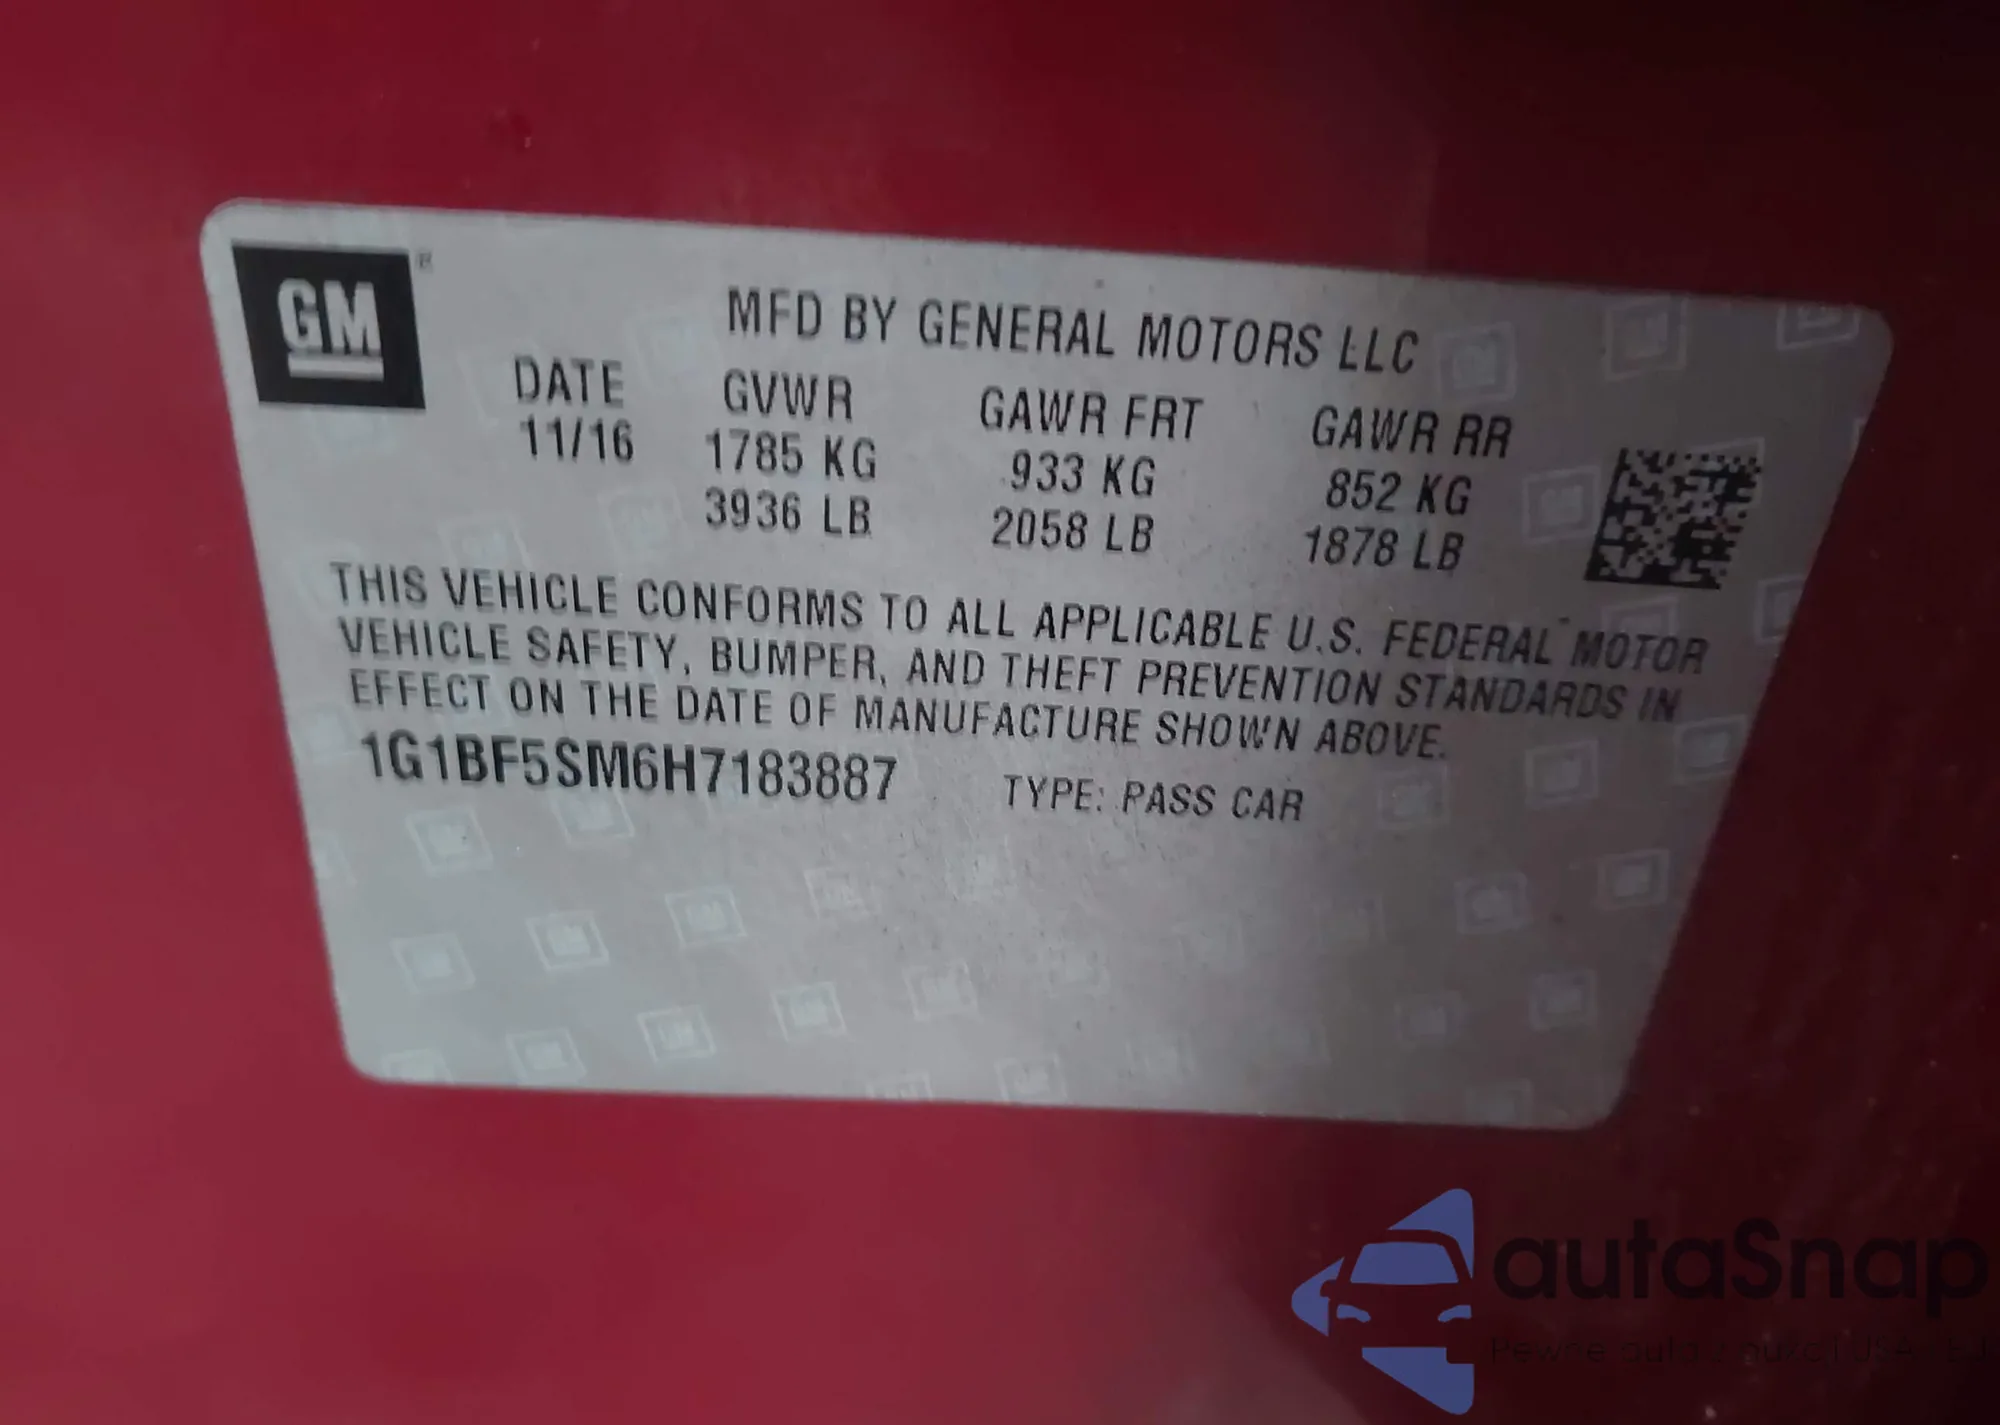 GM
MFD BY GENERAL MOTORS LLC
DATE GVWR GAWR FRT GAWR RR
11/16 1785 KG 933 KG 852 KG
3936 LB 2058 LB 1878 LB
THIS VEHICLE CONFORMS TO ALL APPLICABLE U.S. FEDERAL MOTOR
VEHICLE SAFETY, BUMPER, AND THEFT PREVENTION STANDARDS IN
EFFECT ON THE DATE OF MANUFACTURE SHOWN ABOVE.
1G1BF5SM6H7183887 TYPE: PASS CAR
autaSnap